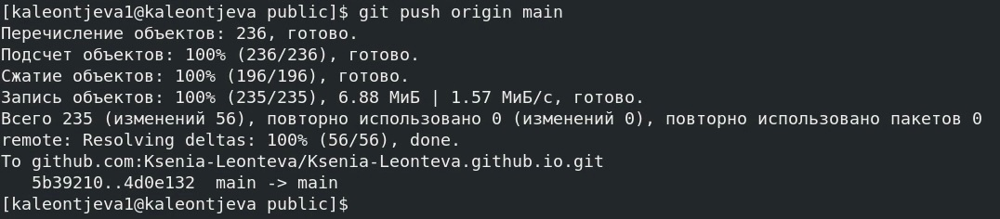 [kaleontjeva1@kaleontjeva public]$ git push origin main
Перечисление объектов: 236, готово.
Подсчет объектов: 100% (236/236), готово.
Сжатие объектов: 100% (196/196), готово.
Запись объектов: 100% (235/235), 6.88 МиБ | 1.57 МиБ/с, готово.
Всего 235 (изменений 56), повторно использовано 0 (изменений 0), повторно использовано пакетов 0
remote: Resolving deltas: 100% (56/56), done.
To github.com:Ksenia-Leonteva/Ksenia-Leonteva.github.io.git
   5b39210..4d0e132  main -> main
[kaleontjeva1@kaleontjeva public]$